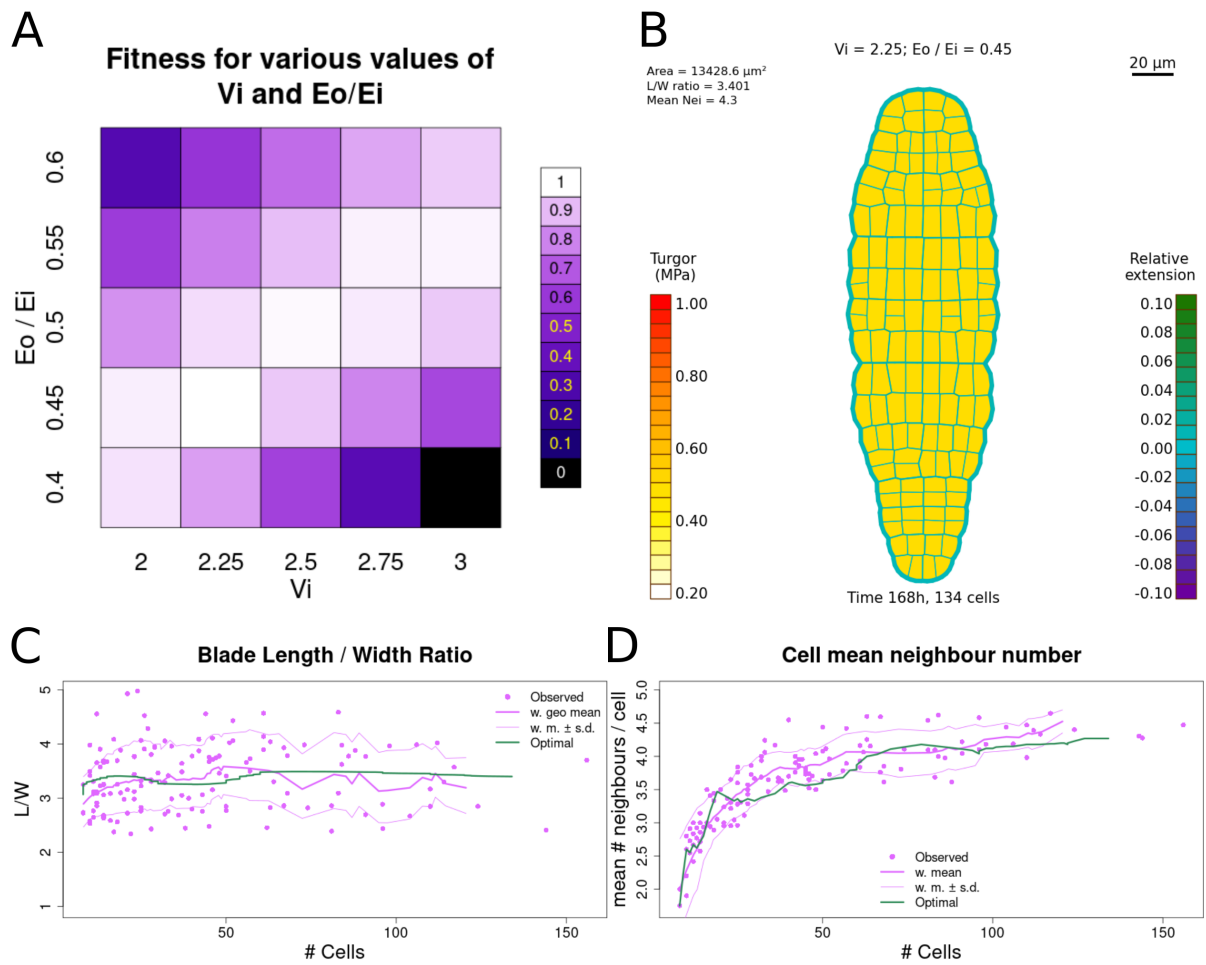 A
Fitness for various values of
Vi and Eo/Ei
0.6
0.55
0.5
0.45
0.4
Eo / Ei
2 2.25 2.5 2.75 3
Vi
1
0.9
0.8
0.7
0.6
0.5
0.4
0.3
0.2
0.1
0
B
Vi = 2.25; Eo / Ei = 0.45
Area = 13428.6 µm²
L/W ratio = 3.401
Mean Nei = 4.3
20 µm
Turgor
(MPa)
1.00
0.80
0.60
0.40
0.20
Relative
extension
0.10
0.08
0.06
0.04
0.02
0.00
-0.02
-0.04
-0.06
-0.08
-0.10
Time 168h, 134 cells
C
Blade Length / Width Ratio
5
4
3
2
1
L/W
Observed
w. geo mean
w. m. ± s.d.
Optimal
50 100 150
# Cells
D
Cell mean neighbour number
5.0
4.5
4.0
3.5
3.0
2.5
2.0
mean # neighbours / cell
Observed
w. mean
w. m. ± s.d.
Optimal
50 100 150
# Cells